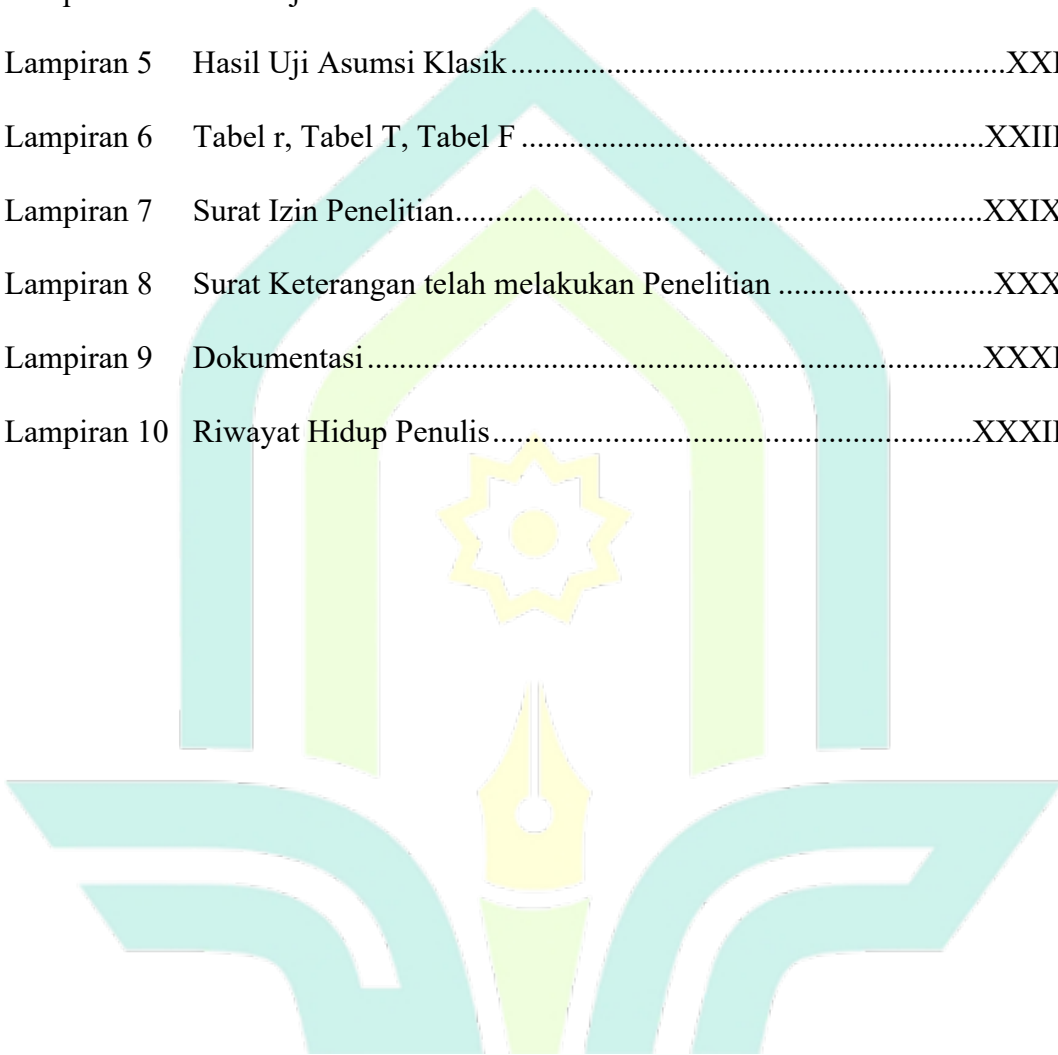 Lampiran 5 Hasil Uji Asumsi Klasik..............................................................XXI
Lampiran 6 Tabel r, Tabel T, Tabel F..........................................................XXIII
Lampiran 7 Surat Izin Penelitian..................................................................XXIX
Lampiran 8 Surat Keterangan telah melakukan Penelitian...........................XXX
Lampiran 9 Dokumentasi.............................................................................XXXI
Lampiran 10 Riwayat Hidup Penulis............................................................XXXII